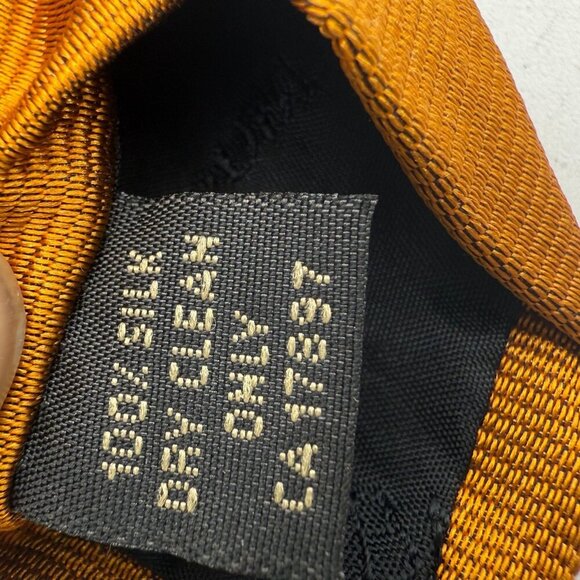 100% SILK
DRY CLEAN
ONLY
CA 17897